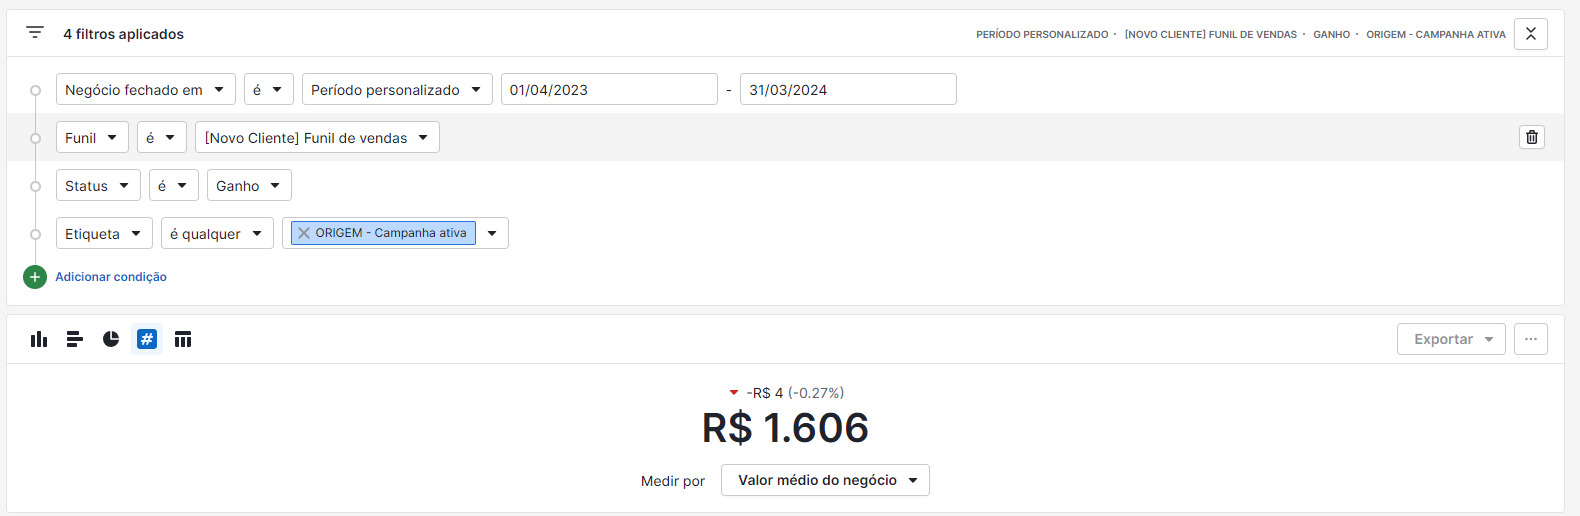 4 filtros aplicados
PERÍODO PERSONALIZADO · [NOVO CLIENTE] FUNIL DE VENDAS · GANHO · ORIGEM - CAMPANHA ATIVA
Negócio fechado em é Período personalizado 01/04/2023 - 31/03/2024
Funil é [Novo Cliente] Funil de vendas
Status é Ganho
Etiqueta é qualquer ORIGEM - Campanha ativa
Adicionar condição
# Exportar ...
-R$ 4 (-0.27%)
R$ 1.606
Medir por Valor médio do negócio